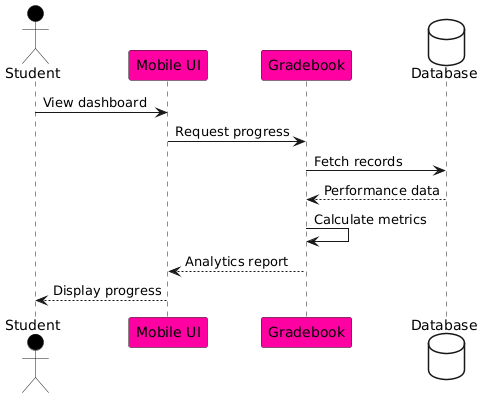 Student
Mobile UI
Gradebook
Database
View dashboard
Request progress
Fetch records
Performance data
Calculate metrics
Analytics report
Display progress
Student
Mobile UI
Gradebook
Database